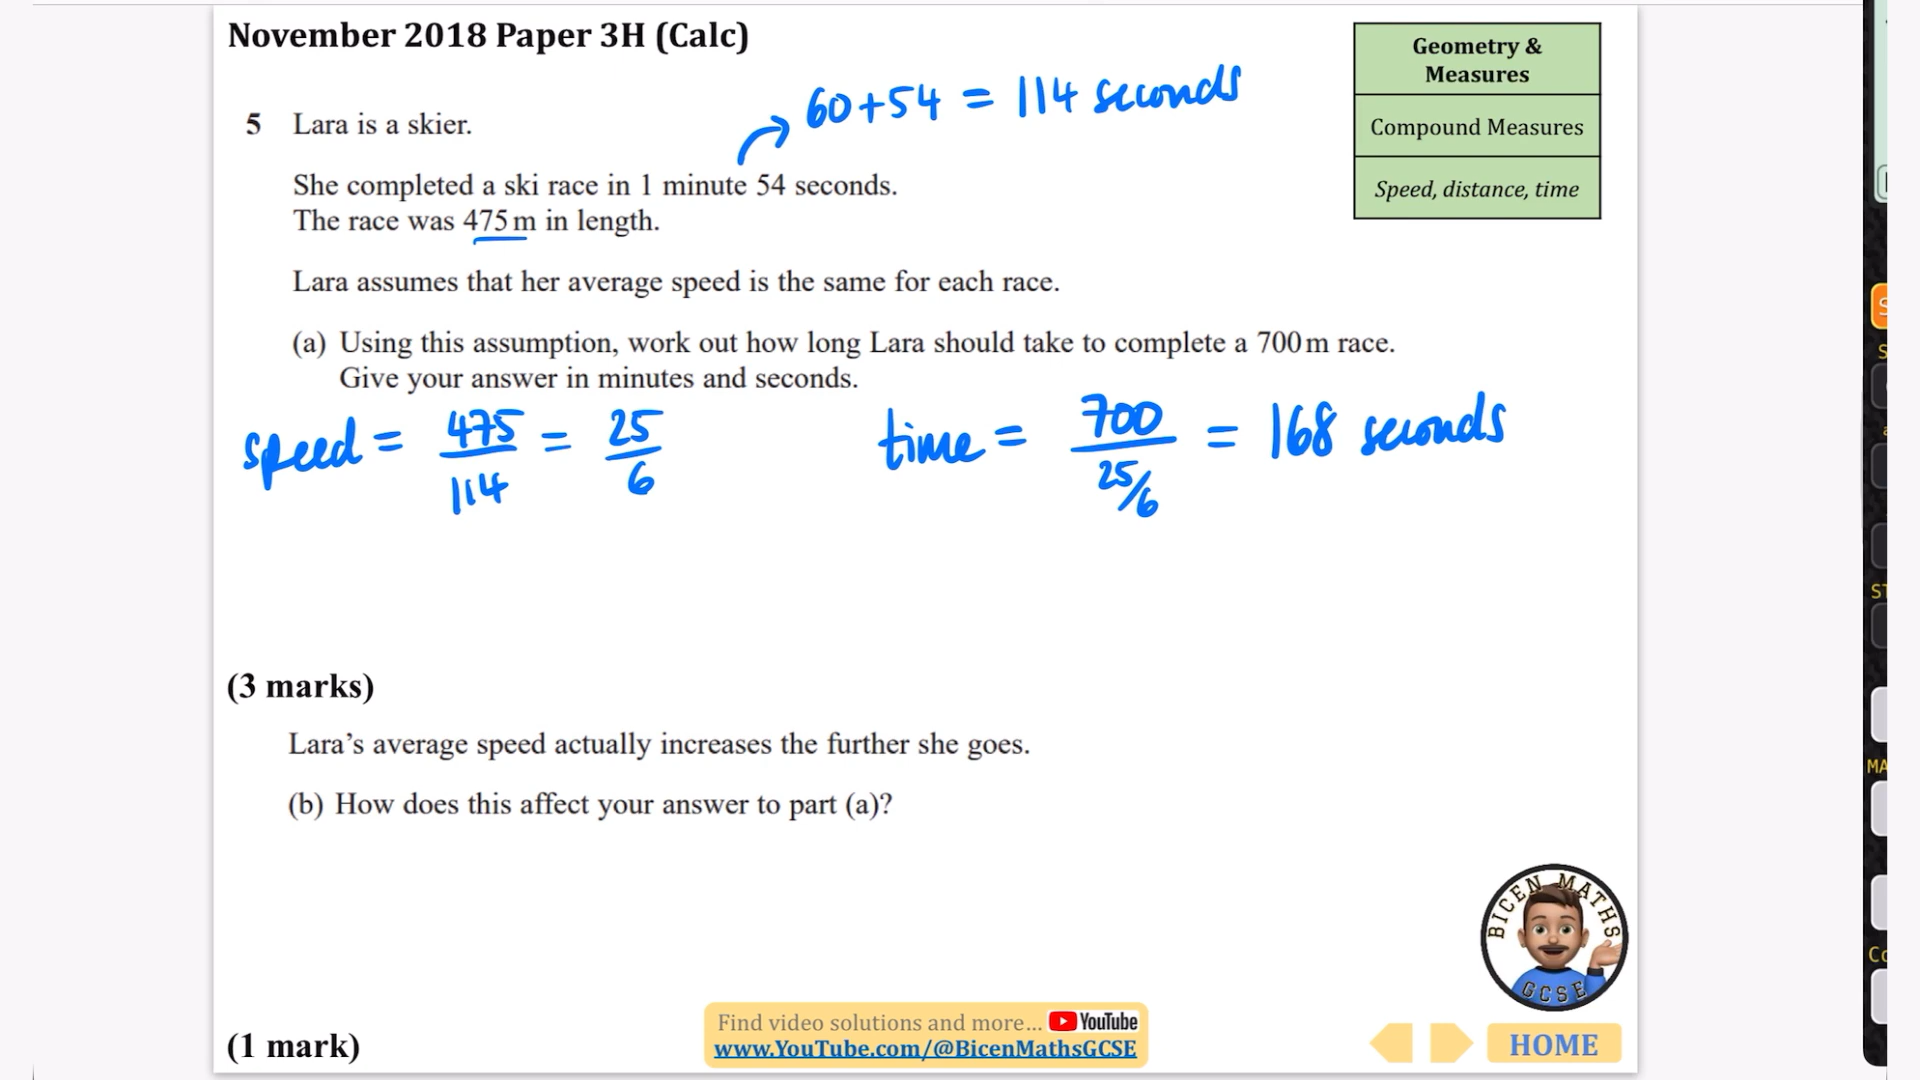 November 2018 Paper 3H (Calc)
Geometry &
Measures
Compound Measures
Speed, distance, time
60+54 = 114 seconds
5 Lara is a skier.
She completed a ski race in 1 minute 54 seconds.
The race was 475 m in length.
Lara assumes that her average speed is the same for each race.
(a) Using this assumption, work out how long Lara should take to complete a 700 m race.
Give your answer in minutes and seconds.
speed = 475/114 = 25/6
time = 700/(25/6) = 168 seconds
(3 marks)
Lara's average speed actually increases the further she goes.
(b) How does this affect your answer to part (a)?
BICEN MATHS
GCSE
(1 mark)
Find video solutions and more... YouTube
www.YouTube.com/@BicenMathsGCSE
HOME